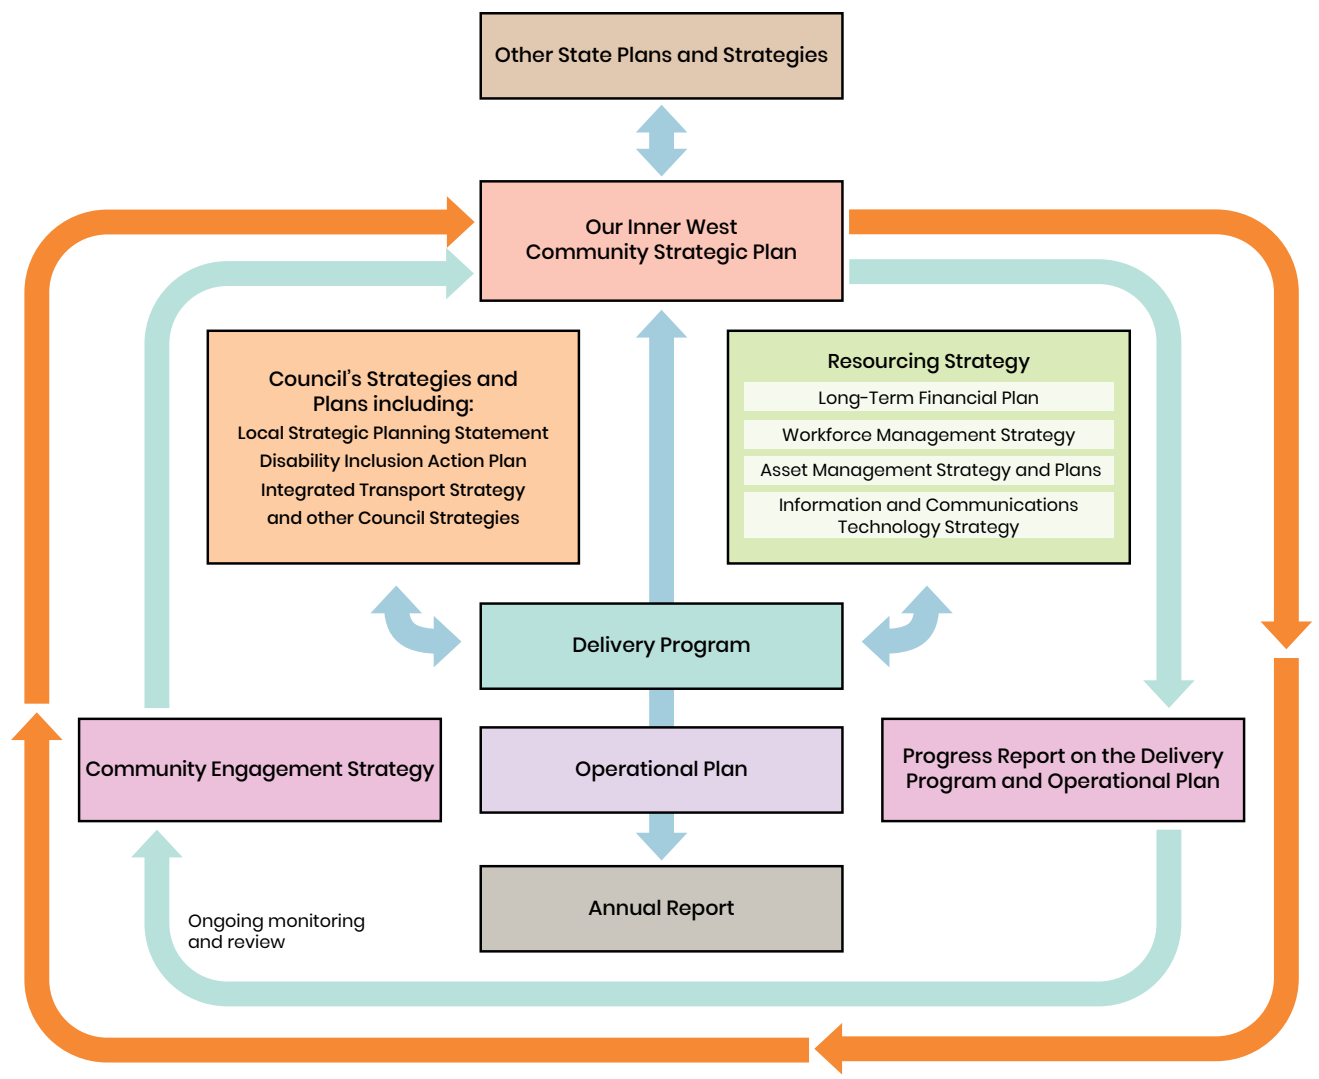 Other State Plans and Strategies
Our Inner West
Community Strategic Plan
Council’s Strategies and
Plans including:
Local Strategic Planning Statement
Disability Inclusion Action Plan
Integrated Transport Strategy
and other Council Strategies
Resourcing Strategy
Long-Term Financial Plan
Workforce Management Strategy
Asset Management Strategy and Plans
Information and Communications
Technology Strategy
Delivery Program
Community Engagement Strategy
Operational Plan
Progress Report on the Delivery
Program and Operational Plan
Annual Report
Ongoing monitoring
and review